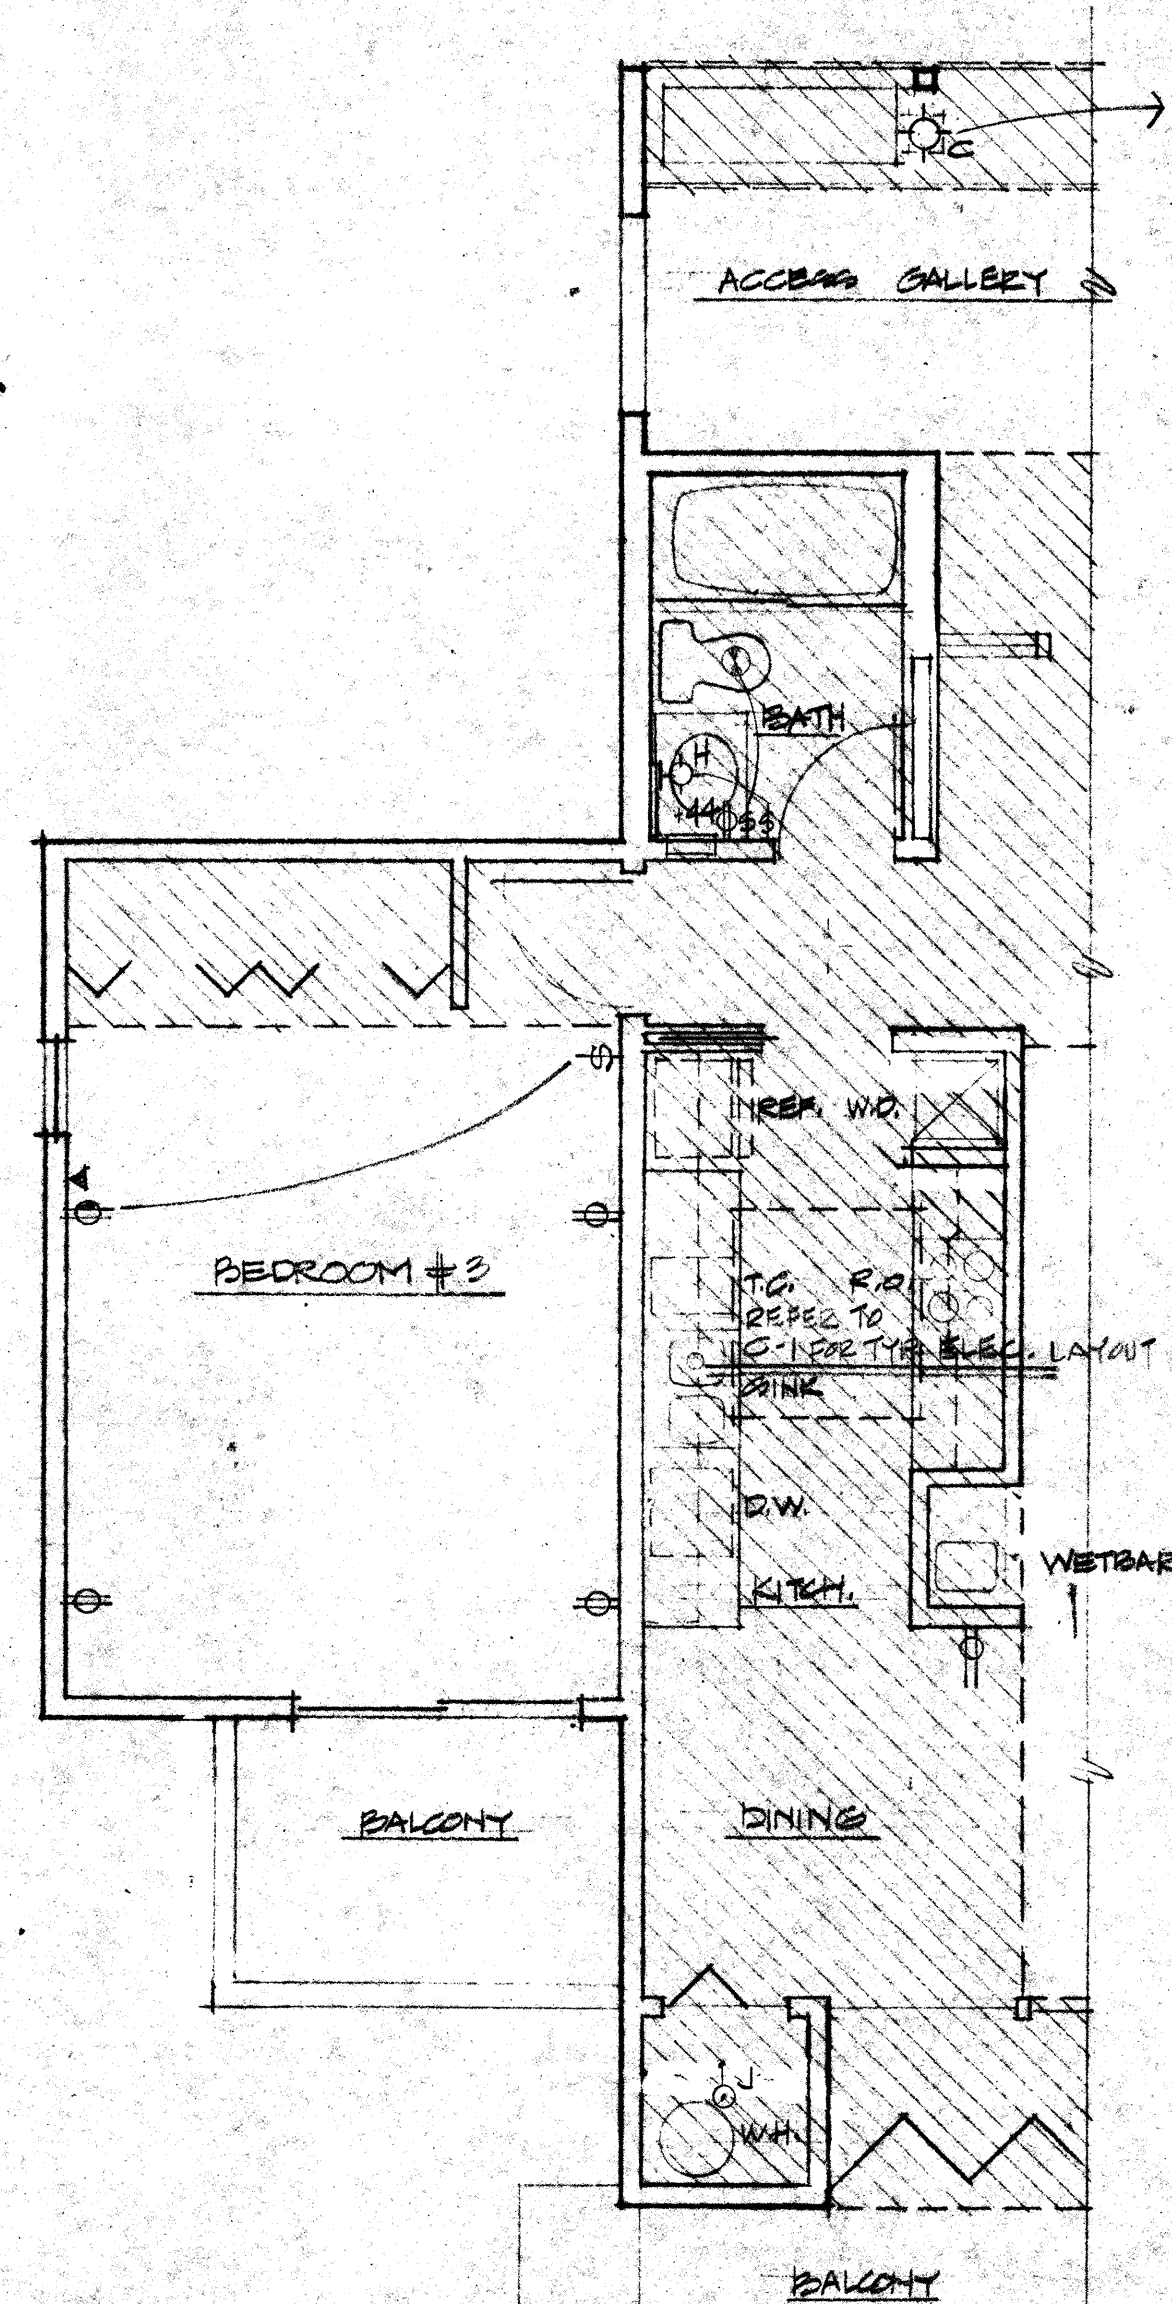 C
ACCESS GALLERY
BATH
H
+44
$ $
S
REF. W.O.
BEDROOM #3
T.C. R.O.
REFER TO
C-1 FOR TYP. ELEC. LAYOUT
SINK
D.W.
WETBAR
KITCH.
BALCONY
DINING
J
W.H.
BALCONY